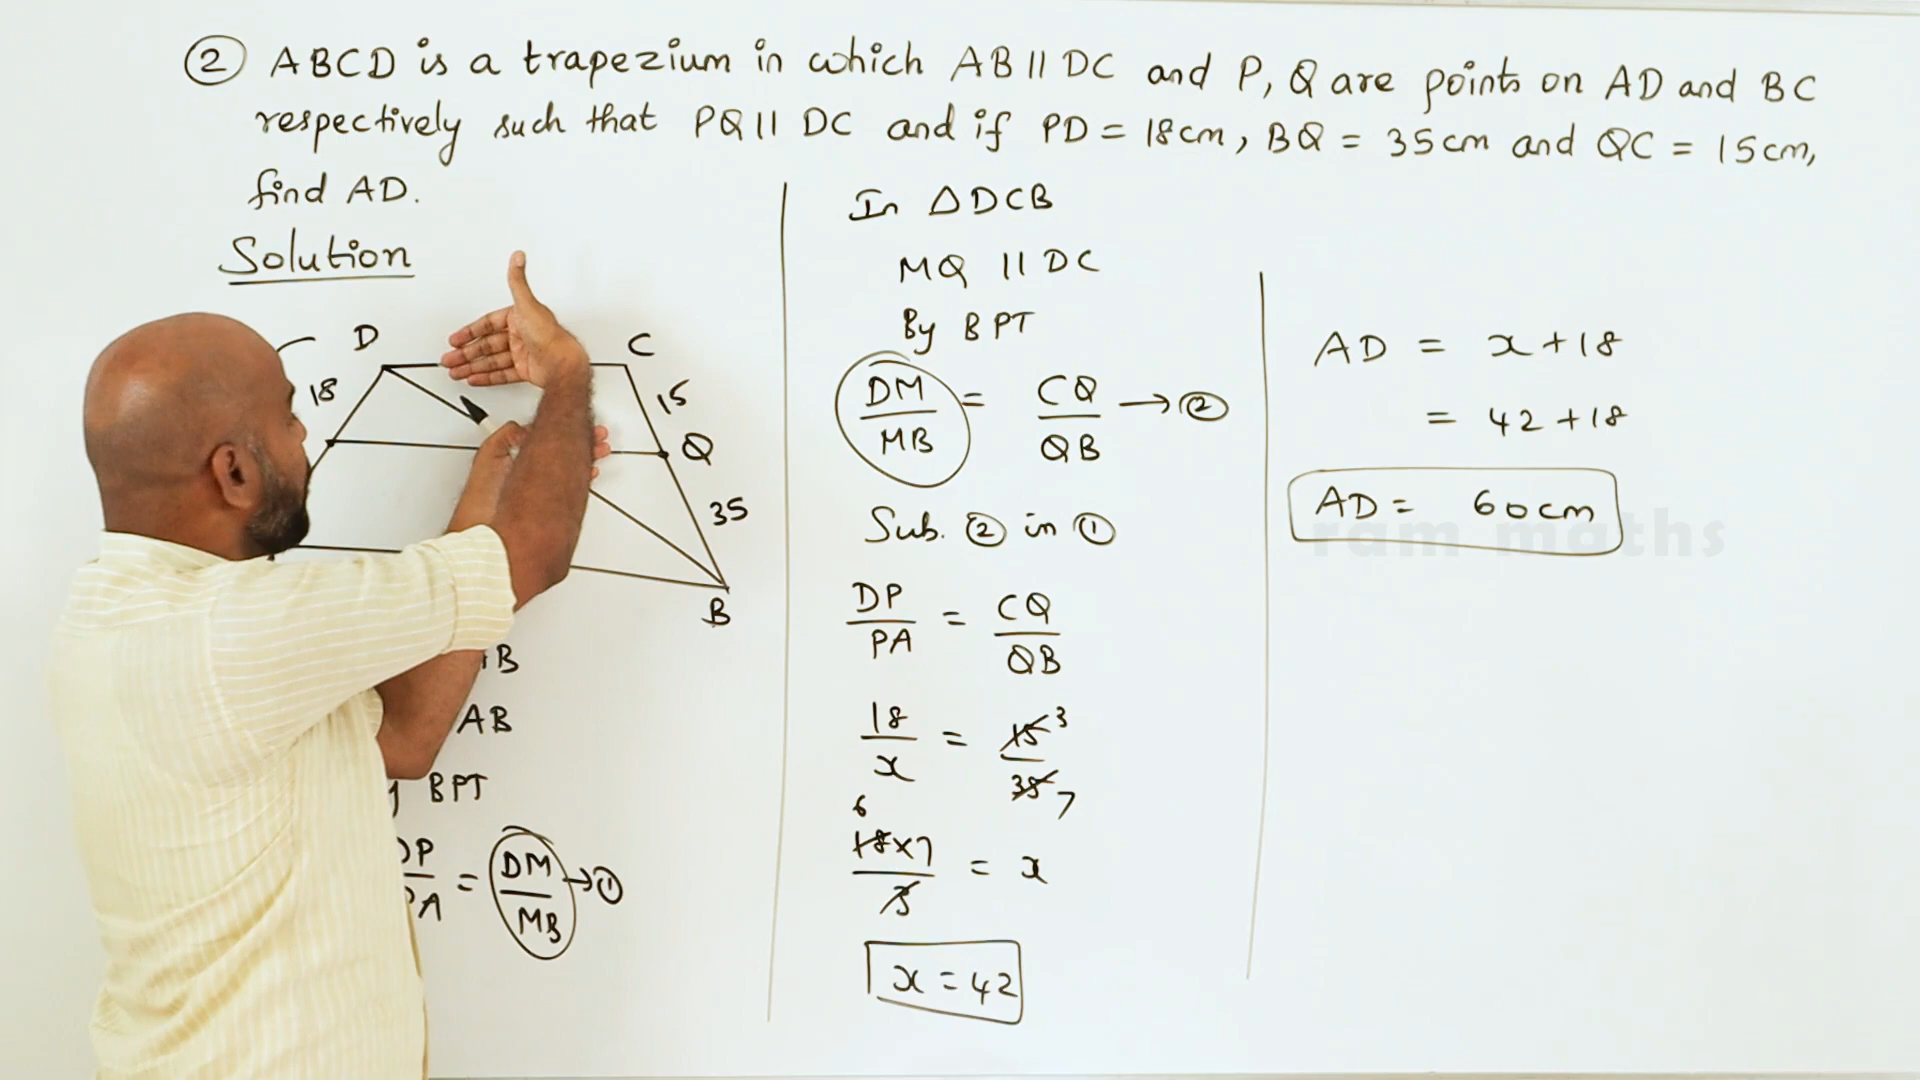 ② ABCD is a trapezium in which AB || DC and P, Q are points on AD and BC
respectively such that PQ || DC and if PD = 18cm, BQ = 35cm and QC = 15cm,
find AD.
Solution
D
C
18
15
Q
35
B
AB
BPT
DP/PA = DM/MB → ①
In △DCB
MQ || DC
By BPT
DM/MB = CQ/QB → ②
Sub. ② in ①
DP/PA = CQ/QB
18/x = 15/35
3
7
6
18×7/3 = x
x = 42
AD = x+18
= 42+18
AD = 60cm
ram maths